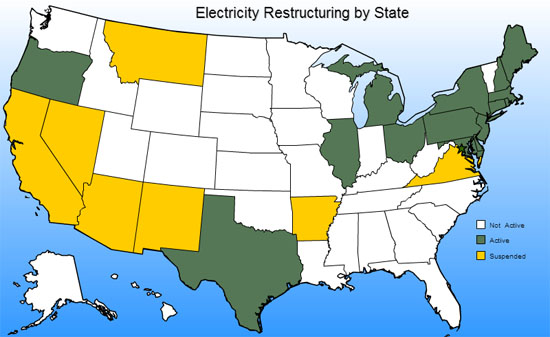 Electricity Restructuring by State
Not Active
Active
Suspended